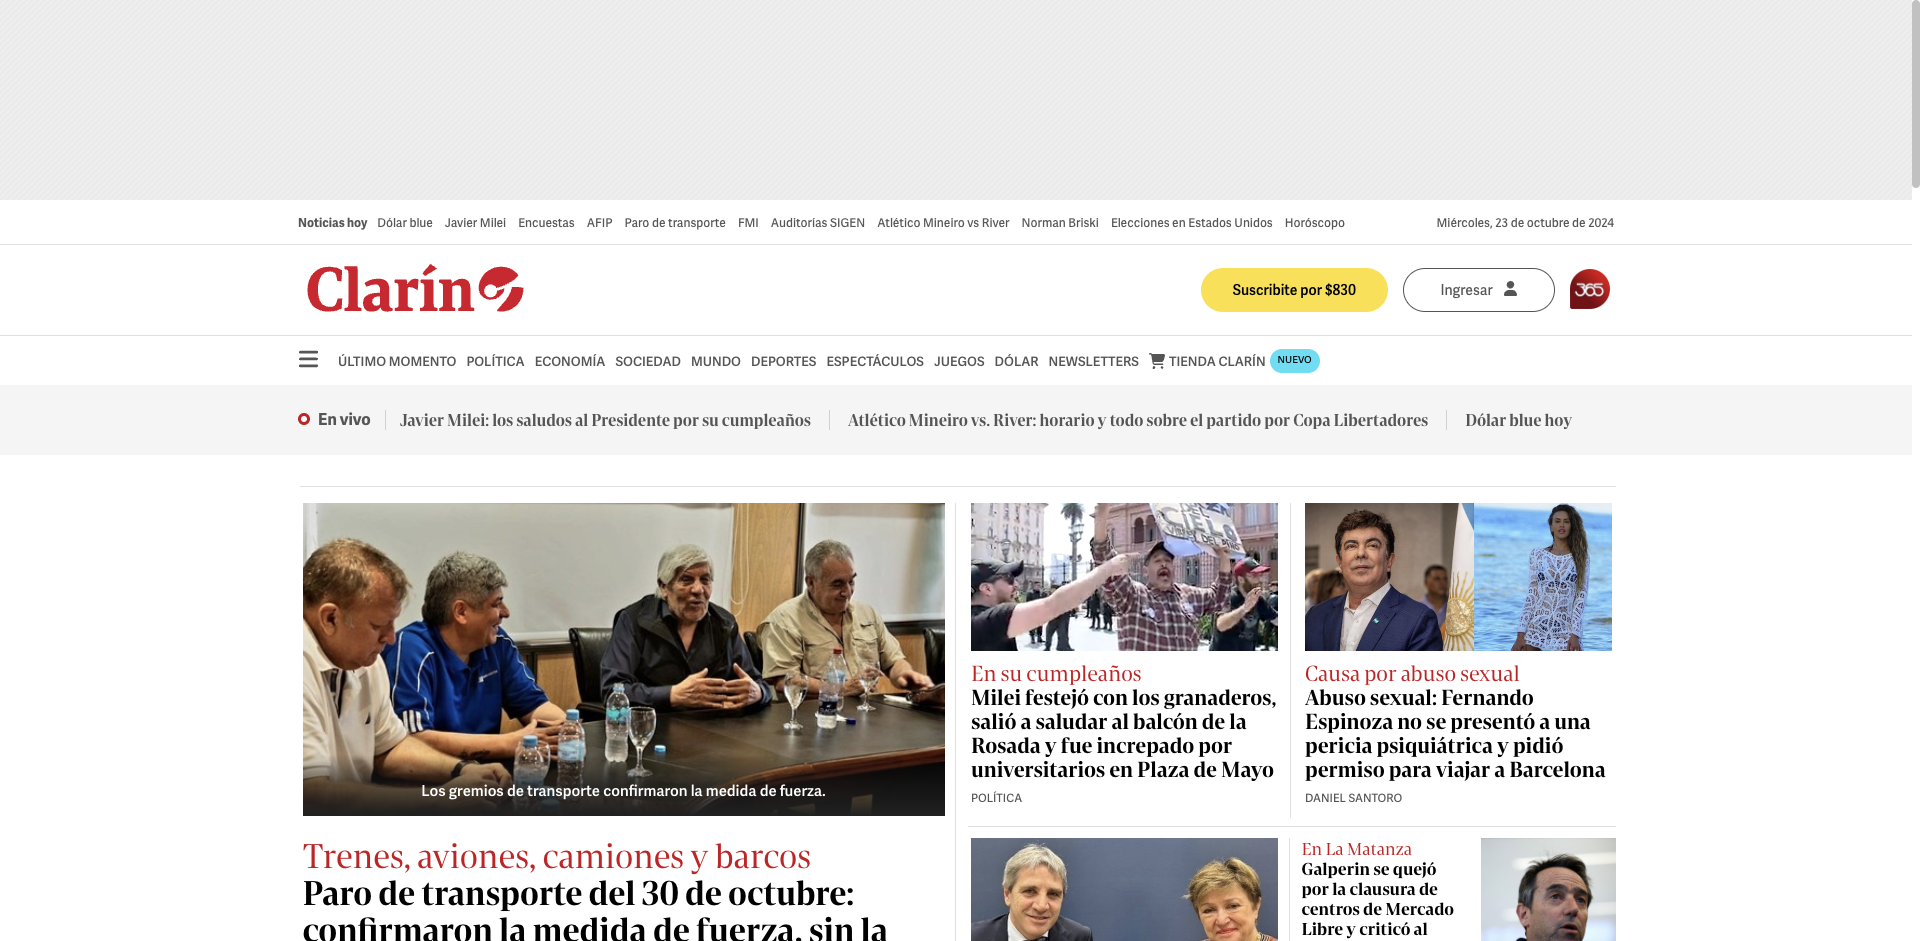 Noticias hoy Dólar blue Javier Milei Encuestas AFIP Paro de transporte FMI Auditorías SIGEN Atlético Mineiro vs River Norman Briski Elecciones en Estados Unidos Horóscopo Miércoles, 23 de octubre de 2024
Clarín
Suscribite por $830
Ingresar
365
ÚLTIMO MOMENTO POLÍTICA ECONOMÍA SOCIEDAD MUNDO DEPORTES ESPECTÁCULOS JUEGOS DÓLAR NEWSLETTERS TIENDA CLARÍN NUEVO
En vivo Javier Milei: los saludos al Presidente por su cumpleaños Atlético Mineiro vs. River: horario y todo sobre el partido por Copa Libertadores Dólar blue hoy
Los gremios de transporte confirmaron la medida de fuerza.
Trenes, aviones, camiones y barcos
Paro de transporte del 30 de octubre:
confirmaron la medida de fuerza, sin la
CIELO
En su cumpleaños
Milei festejó con los granaderos,
salió a saludar al balcón de la
Rosada y fue increpado por
universitarios en Plaza de Mayo
POLÍTICA
Causa por abuso sexual
Abuso sexual: Fernando
Espinoza no se presentó a una
pericia psiquiátrica y pidió
permiso para viajar a Barcelona
DANIEL SANTORO
En La Matanza
Galperin se quejó
por la clausura de
centros de Mercado
Libre y criticó al